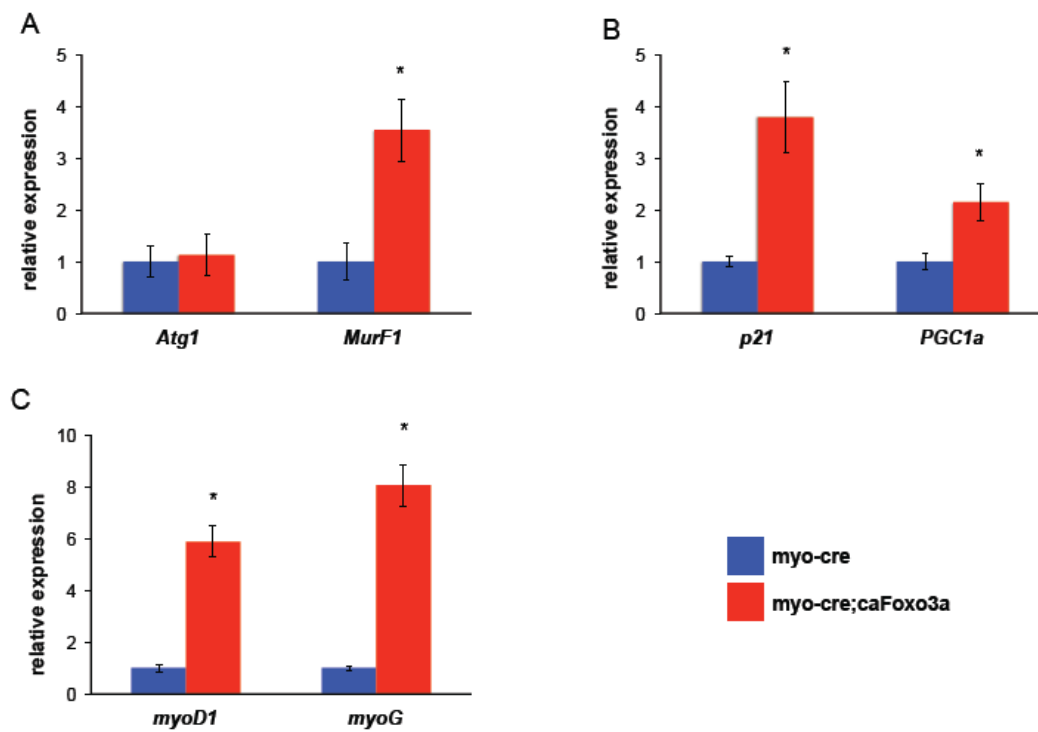 A
relative expression
5
4
3
2
1
0
*
Atg1
MurF1
B
relative expression
5
4
3
2
1
0
*
*
p21
PGC1a
C
relative expression
10
8
6
4
2
0
*
*
myoD1
myoG
myo-cre
myo-cre;caFoxo3a